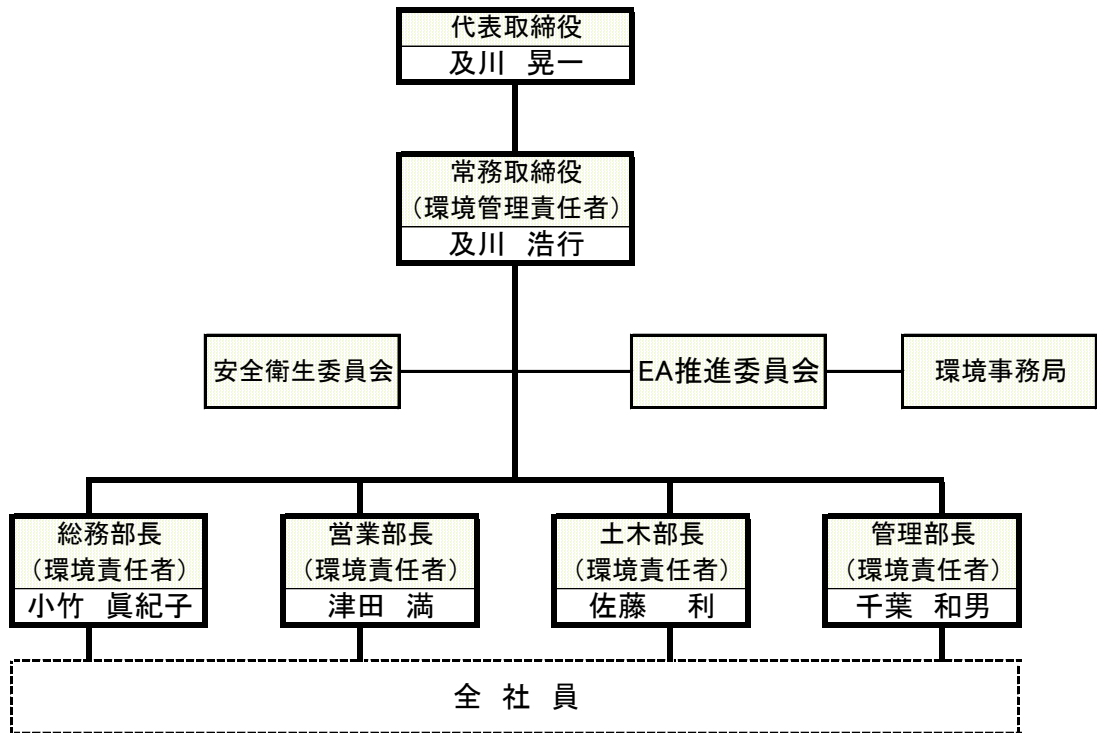 代表取締役
及川 晃一
常務取締役
（環境管理責任者）
及川 浩行
安全衛生委員会
EA推進委員会
環境事務局
総務部長
（環境責任者）
小竹 眞紀子
営業部長
（環境責任者）
津田 満
土木部長
（環境責任者）
佐藤 利
管理部長
（環境責任者）
千葉 和男
全 社 員